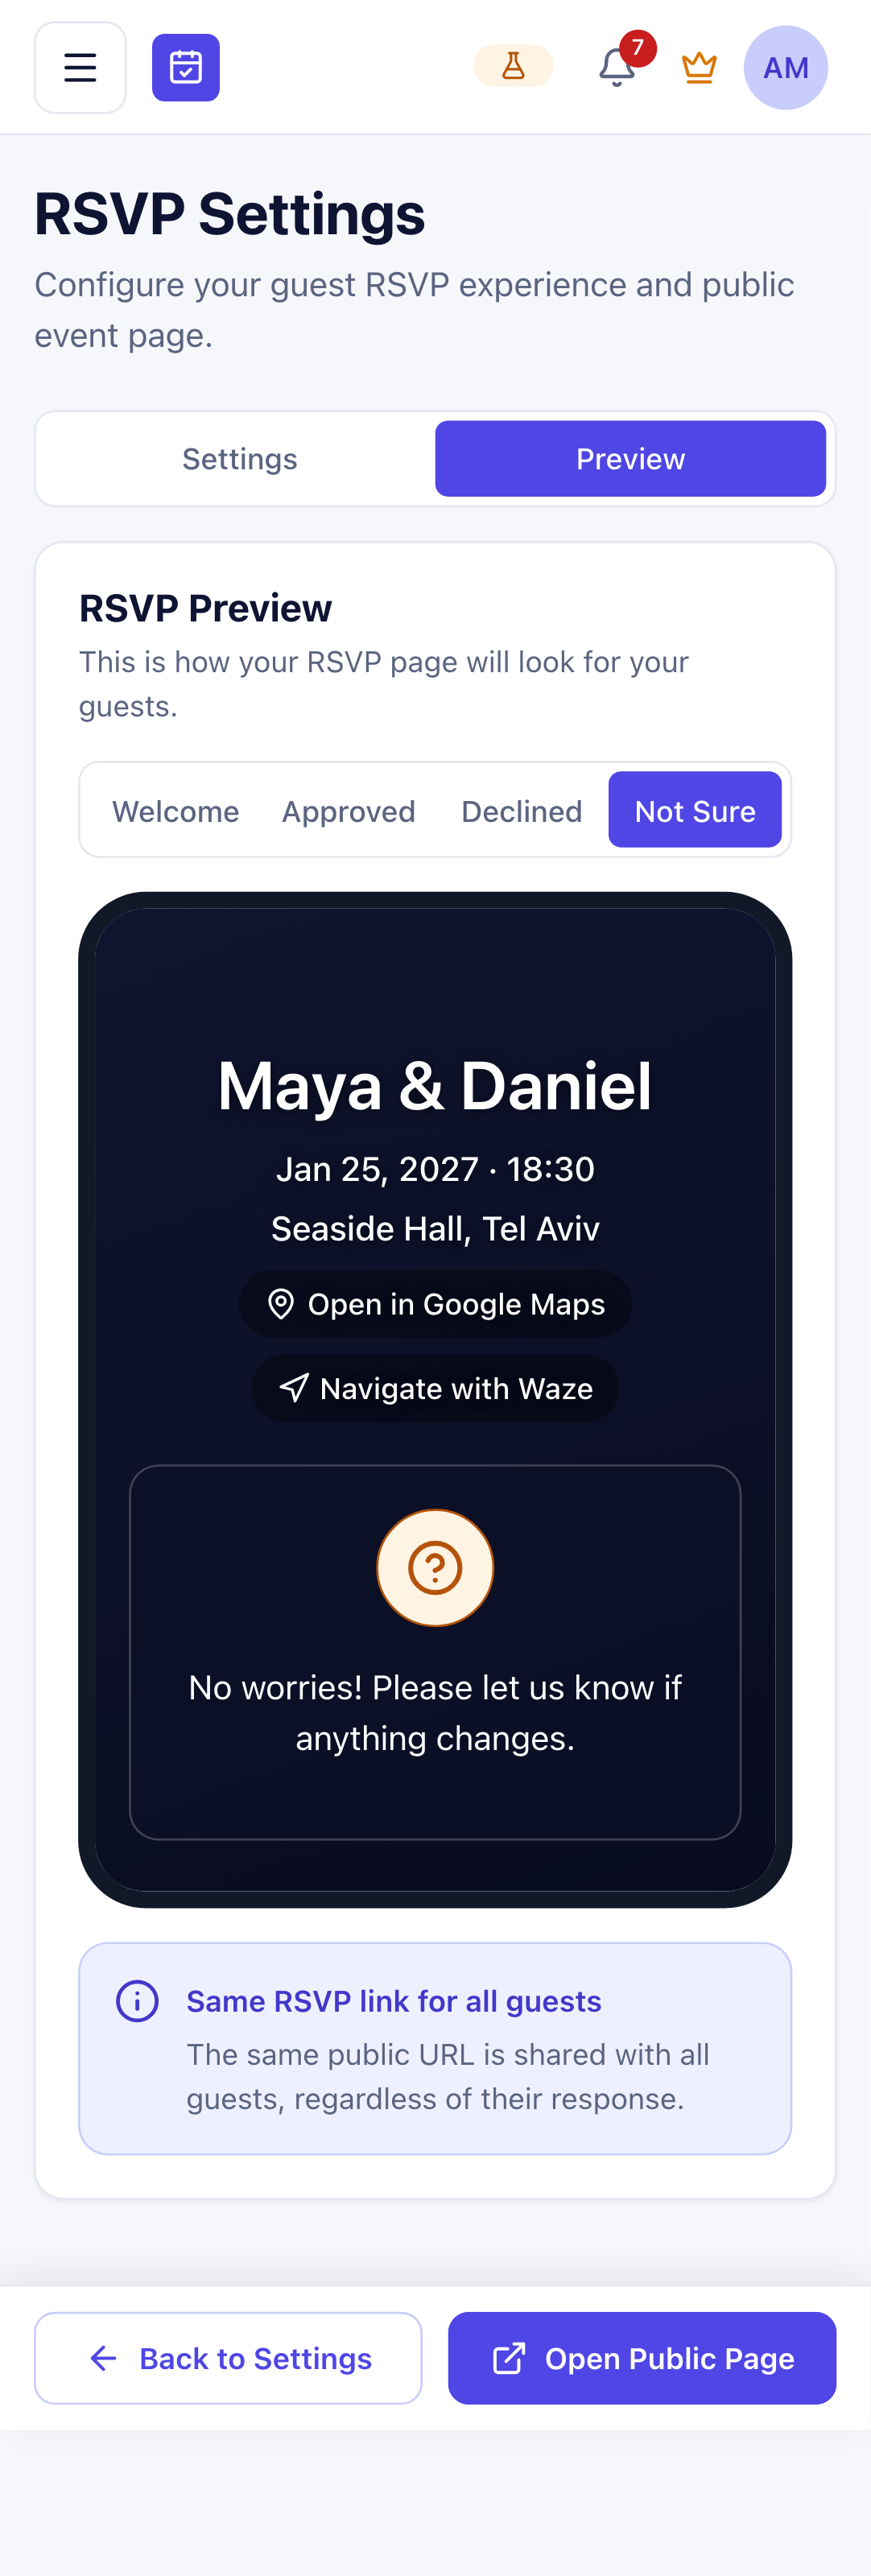 7
AM
RSVP Settings
Configure your guest RSVP experience and public
event page.
Settings
Preview
RSVP Preview
This is how your RSVP page will look for your
guests.
Welcome
Approved
Declined
Not Sure
Maya & Daniel
Jan 25, 2027 · 18:30
Seaside Hall, Tel Aviv
Open in Google Maps
Navigate with Waze
No worries! Please let us know if
anything changes.
Same RSVP link for all guests
The same public URL is shared with all
guests, regardless of their response.
Back to Settings
Open Public Page